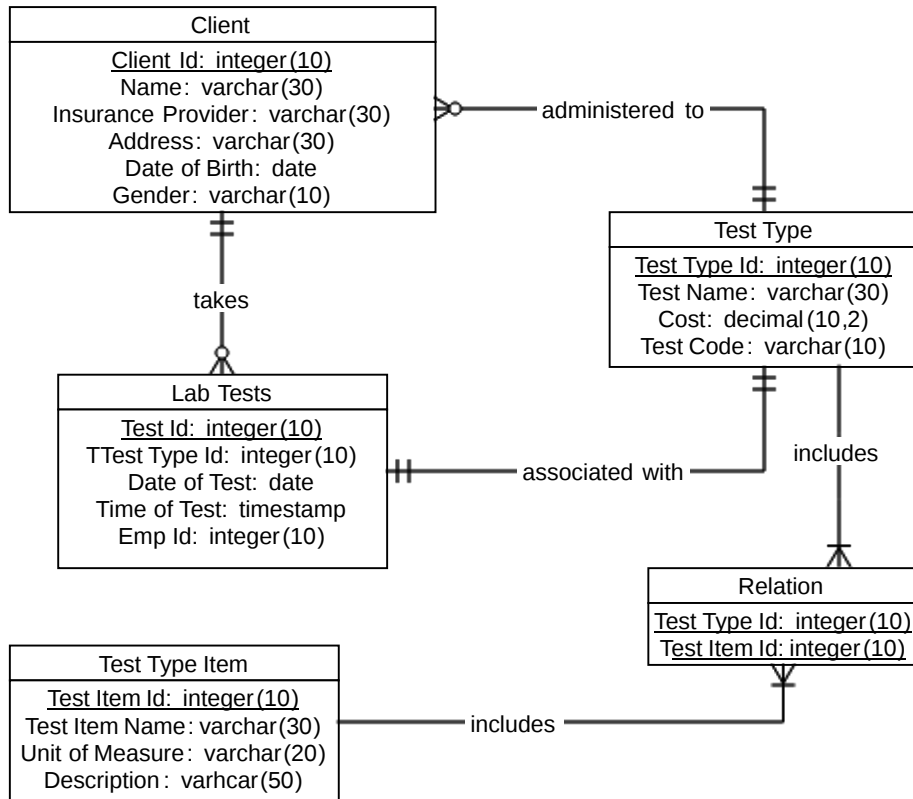 Client
Client Id: integer(10)
Name: varchar(30)
Insurance Provider: varchar(30)
Address: varchar(30)
Date of Birth: date
Gender: varchar(10)
administered to
Test Type
Test Type Id: integer(10)
Test Name: varchar(30)
Cost: decimal(10,2)
Test Code: varchar(10)
takes
Lab Tests
Test Id: integer(10)
TTest Type Id: integer(10)
Date of Test: date
Time of Test: timestamp
Emp Id: integer(10)
associated with
includes
Relation
Test Type Id: integer(10)
Test Item Id: integer(10)
Test Type Item
Test Item Id: integer(10)
Test Item Name: varchar(30)
Unit of Measure: varchar(20)
Description: varhcar(50)
includes